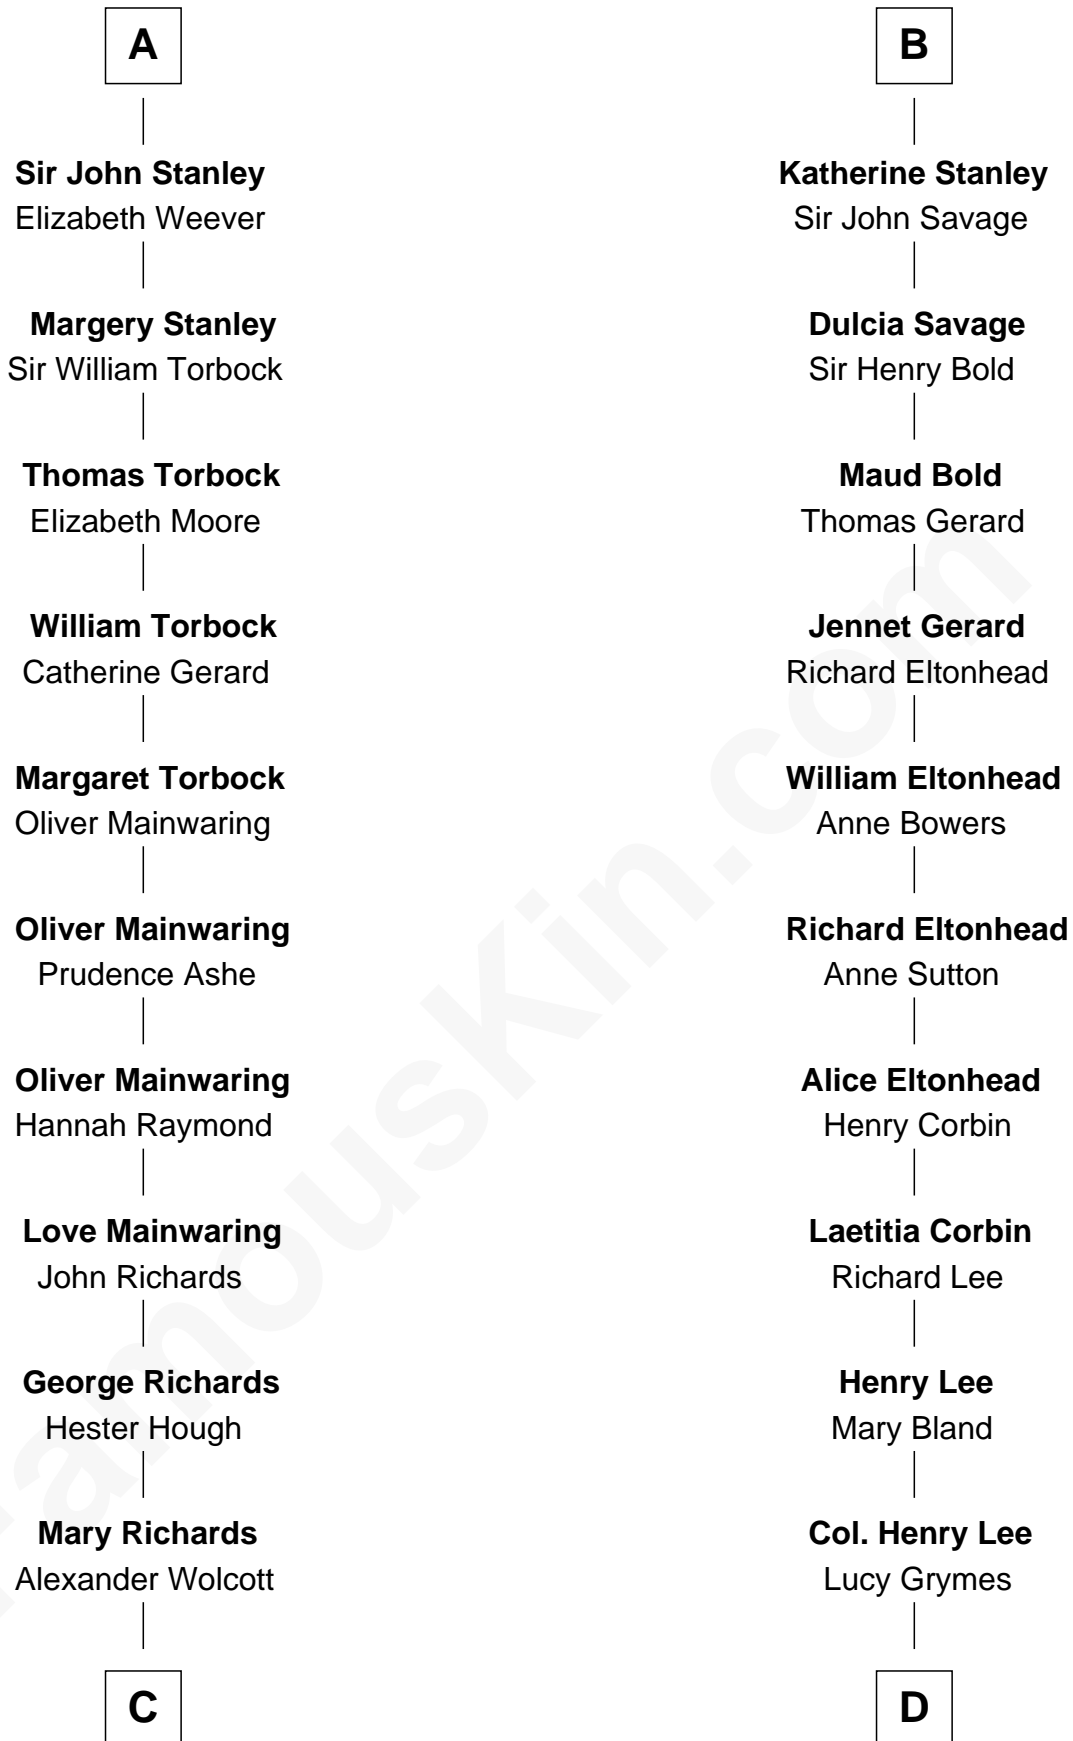 A
Sir John Stanley
Elizabeth Weever
Margery Stanley
Sir William Torbock
Thomas Torbock
Elizabeth Moore
William Torbock
Catherine Gerard
Margaret Torbock
Oliver Mainwaring
Oliver Mainwaring
Prudence Ashe
Oliver Mainwaring
Hannah Raymond
Love Mainwaring
John Richards
George Richards
Hester Hough
Mary Richards
Alexander Wolcott
C
B
Katherine Stanley
Sir John Savage
Dulcia Savage
Sir Henry Bold
Maud Bold
Thomas Gerard
Jennet Gerard
Richard Eltonhead
William Eltonhead
Anne Bowers
Richard Eltonhead
Anne Sutton
Alice Eltonhead
Henry Corbin
Laetitia Corbin
Richard Lee
Henry Lee
Mary Bland
Col. Henry Lee
Lucy Grymes
D
FamousKin.com